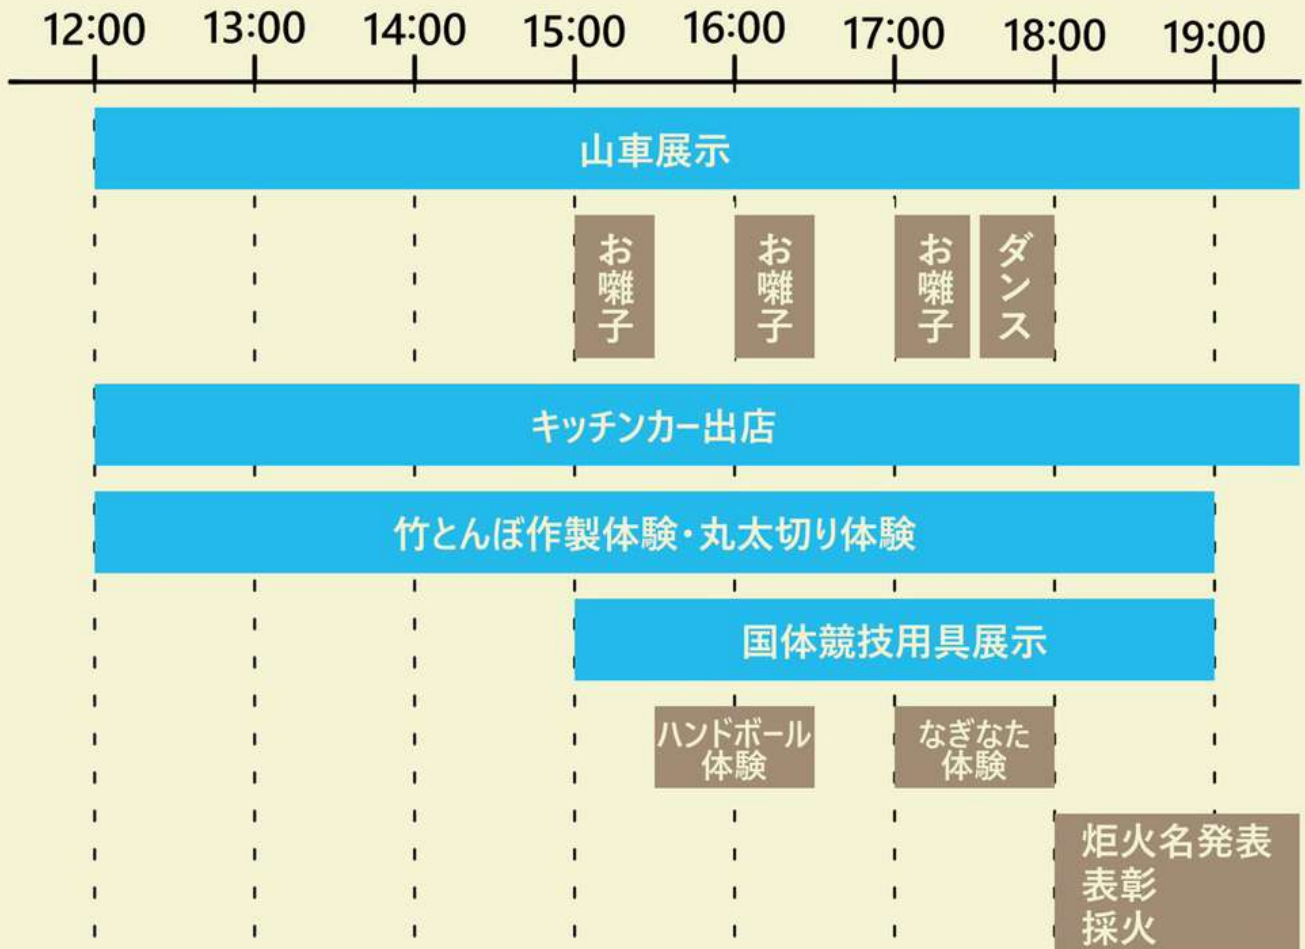 12:00 13:00 14:00 15:00 16:00 17:00 18:00 19:00
山車展示
お囃子
お囃子
お囃子
ダンス
キッチンカー出店
竹とんぼ作製体験・丸太切り体験
国体競技用具展示
ハンドボール
体験
なぎなた
体験
炬火名発表
表彰
採火